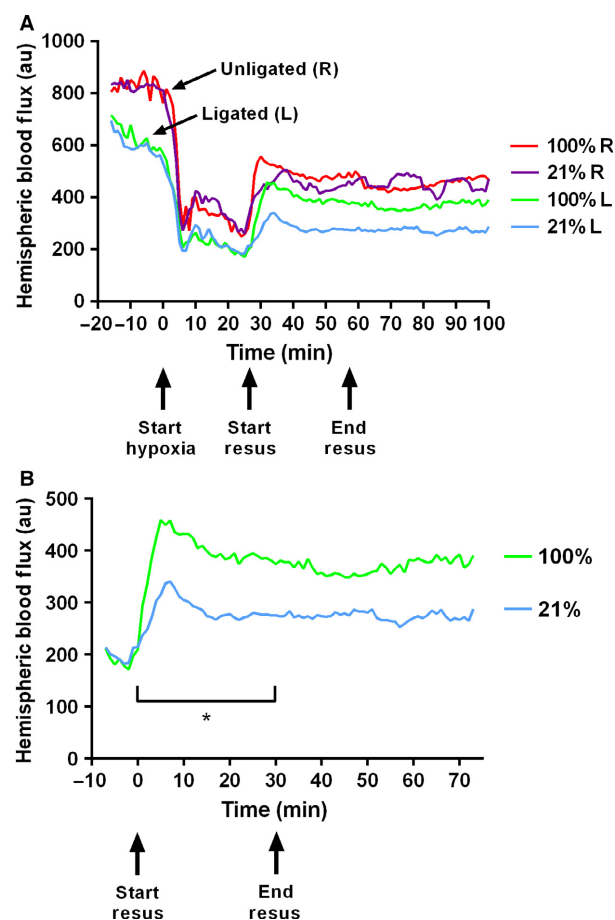 A
Hemispheric blood flux (au)
1000
800
600
400
200
0
Unligated (R)
Ligated (L)
100% R
21% R
100% L
21% L
–20 –10 0 10 20 30 40 50 60 70 80 90 100
Time (min)
Start
hypoxia
Start
resus
End
resus
B
Hemispheric blood flux (au)
500
400
300
200
100
0
100%
21%
*
–10 0 10 20 30 40 50 60 70
Time (min)
Start
resus
End
resus